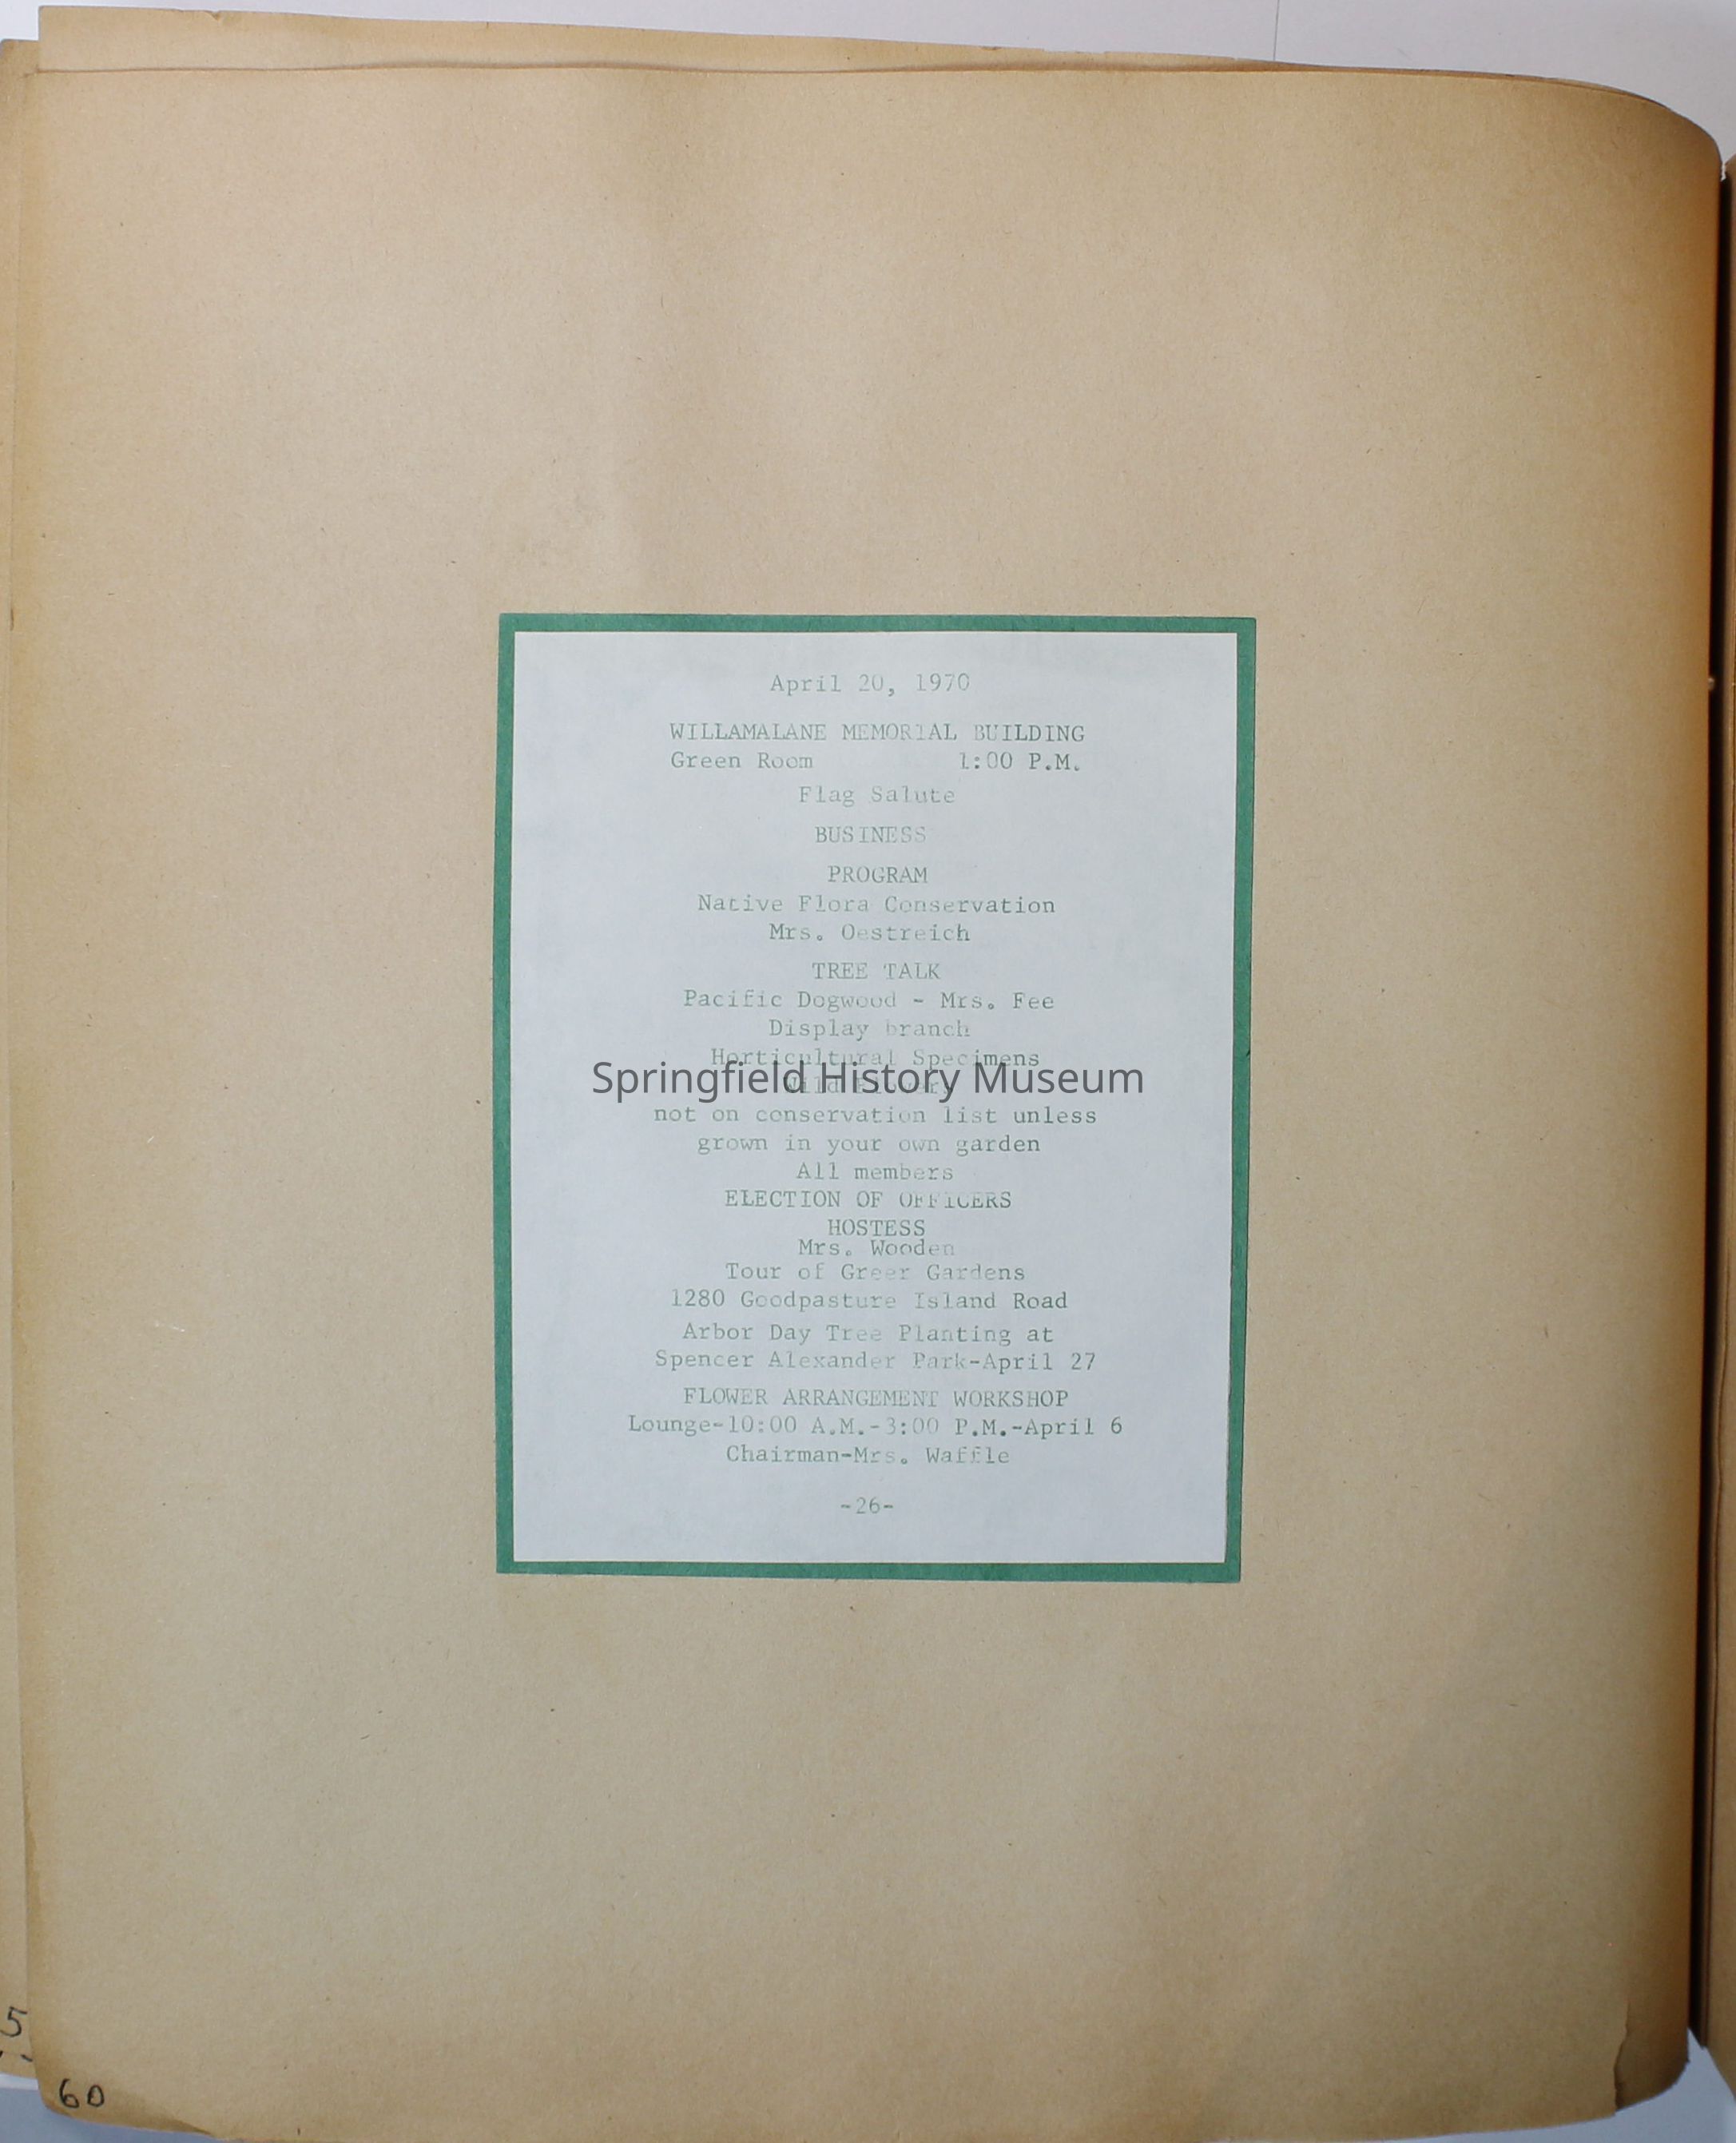 April 20, 1970
WILLAMALANE MEMORIAL BUILDING
Green Room 1:00 P.M.
Flag Salute
BUSINESS
PROGRAM
Native Flora Conservation
Mrs. Oestreich
TREE TALK
Pacific Dogwood - Mrs. Fee
Display branch
Horticultural Specimens
Springfield History Museum
Wild Flowers
not on conservation list unless
grown in your own garden
All members
ELECTION OF OFFICERS
HOSTESS
Mrs. Wooden
Tour of Greer Gardens
1280 Goodpasture Island Road
Arbor Day Tree Planting at
Spencer Alexander Park-April 27
FLOWER ARRANGEMENT WORKSHOP
Lounge-10:00 A.M.-3:00 P.M.-April 6
Chairman-Mrs. Waffle
-26-
5
60